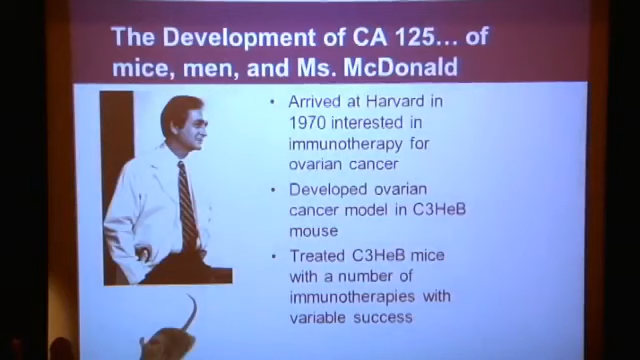 The Development of CA 125... of
mice, men, and Ms. McDonald
• Arrived at Harvard in
1970 interested in
immunotherapy for
ovarian cancer
• Developed ovarian
cancer model in C3HeB
mouse
• Treated C3HeB mice
with a number of
immunotherapies with
variable success